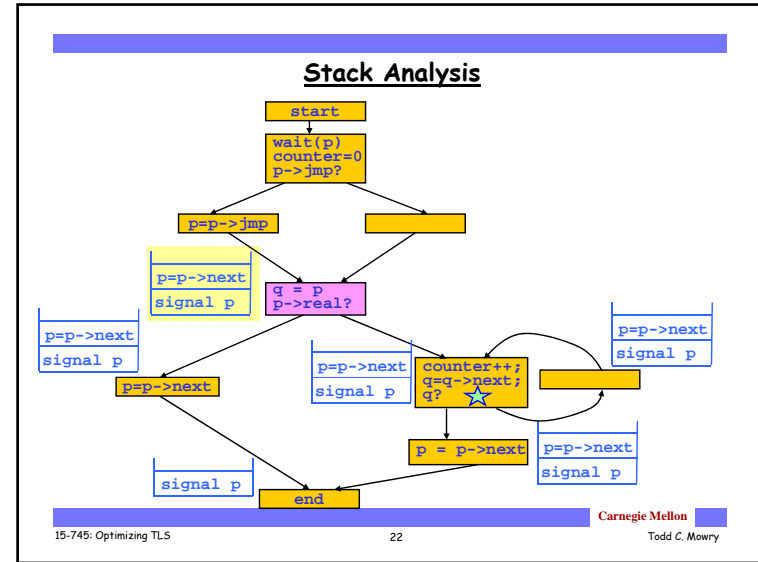 Stack Analysis
start
wait(p)
counter=0
p->jmp?
p=p->jmp
p=p->next
signal p
q = p
p->real?
p=p->next
signal p
p=p->next
signal p
p=p->next
signal p
counter++;
q=q->next;
q?
p=p->next
p = p->next
p=p->next
signal p
signal p
end
Carnegie Mellon
15-745: Optimizing TLS
22
Todd C. Mowry